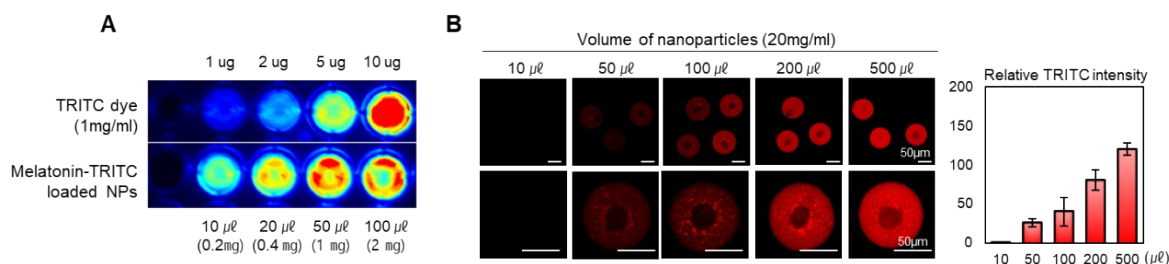 A
1 ug 2 ug 5 ug 10 ug
TRITC dye
(1mg/ml)
Melatonin-TRITC
loaded NPs
10 μℓ 20 μℓ 50 μℓ 100 μℓ
(0.2mg) (0.4 mg) (1 mg) (2 mg)
B
Volume of nanoparticles (20mg/ml)
10 μℓ 50 μℓ 100 μℓ 200 μℓ 500 μℓ
50μm
50μm
Relative TRITC intensity
200
150
100
50
0
10 50 100 200 500 (μℓ)